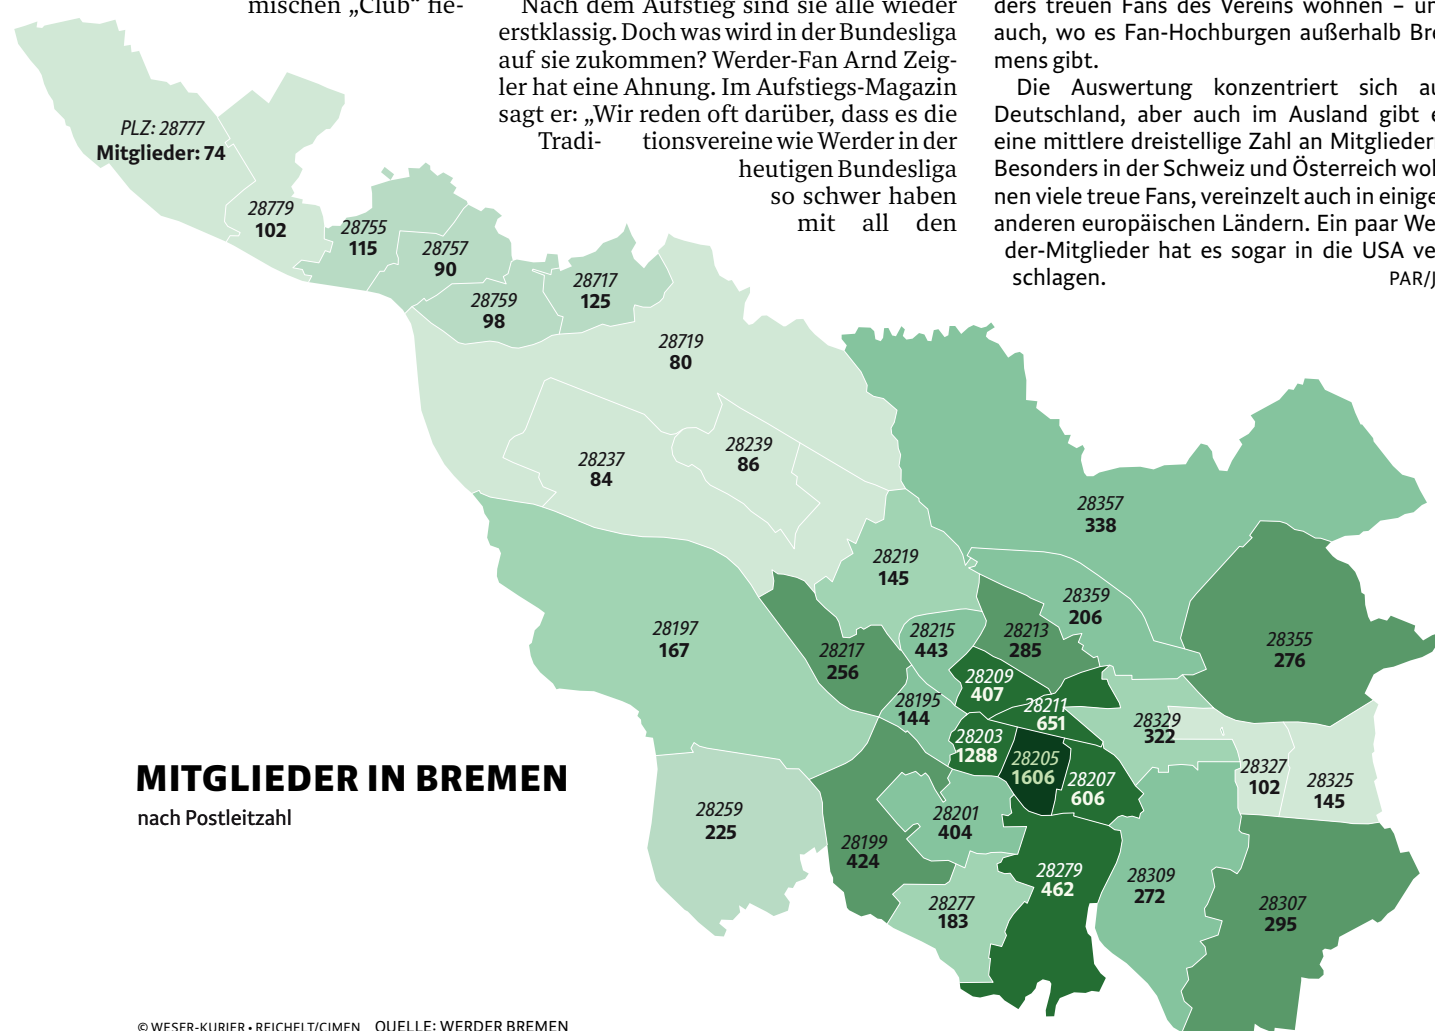 mischen „Club“ fie-
Nach dem Aufstieg sind sie alle wieder
erstklassig. Doch was wird in der Bundesliga
auf sie zukommen? Werder-Fan Arnd Zeig-
ler hat eine Ahnung. Im Aufstiegs-Magazin
sagt er: „Wir reden oft darüber, dass es die
Tradi- tionsvereine wie Werder in der
heutigen Bundesliga
so schwer haben
mit all den
ders treuen Fans des Vereins wohnen – un
auch, wo es Fan-Hochburgen außerhalb Bre
mens gibt.
Die Auswertung konzentriert sich au
Deutschland, aber auch im Ausland gibt e
eine mittlere dreistellige Zahl an Mitglieder
Besonders in der Schweiz und Österreich woh
nen viele treue Fans, vereinzelt auch in einige
anderen europäischen Ländern. Ein paar We
der-Mitglieder hat es sogar in die USA ve
schlagen. PAR/J
PLZ: 28777
Mitglieder: 74
28779
102
28755
115
28757
90
28759
98
28717
125
28719
80
28237
84
28239
86
28357
338
28219
145
28359
206
28197
167
28217
256
28215
443
28213
285
28355
276
28209
407
28195
144
28211
651
28329
322
28203
1288
28205
1606
28207
606
28327
102
28325
145
MITGLIEDER IN BREMEN
nach Postleitzahl
28259
225
28201
404
28199
424
28279
462
28309
272
28277
183
28307
295
© WESER-KURIER • REICHELT/CIMEN QUELLE: WERDER BREMEN